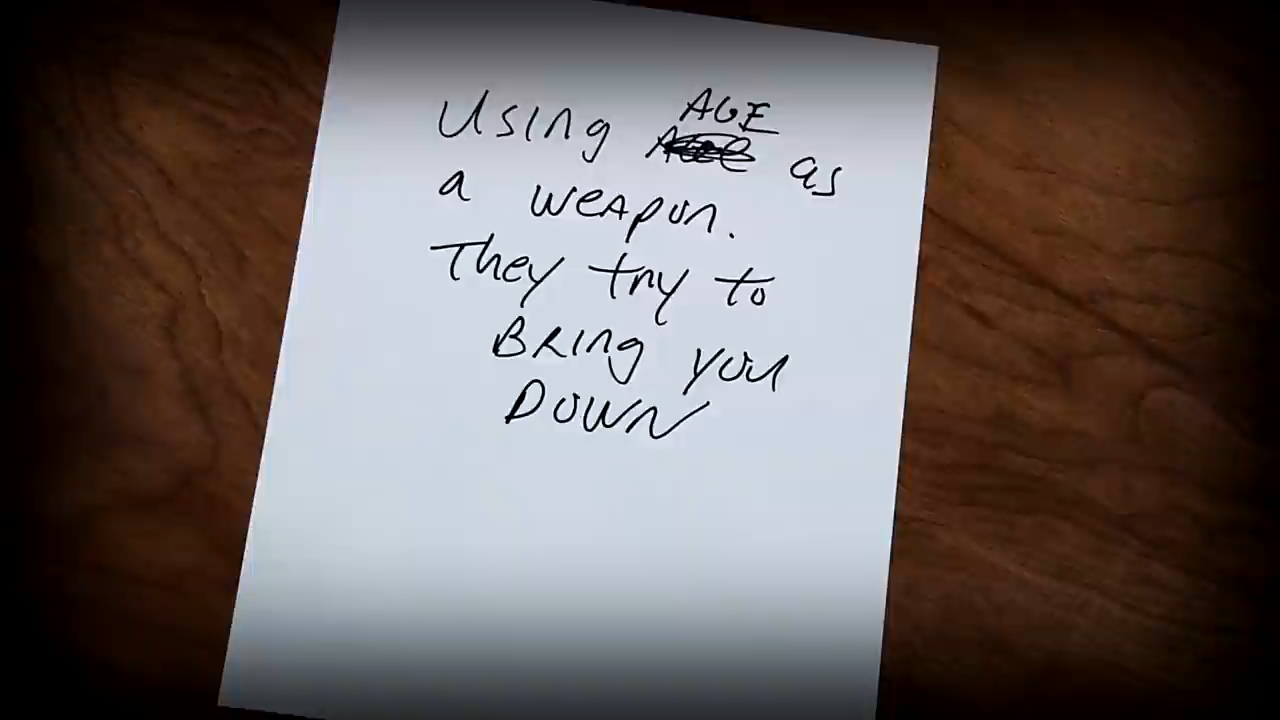 Using AGE as
a weApon.
They try to
BRing you
DOWN